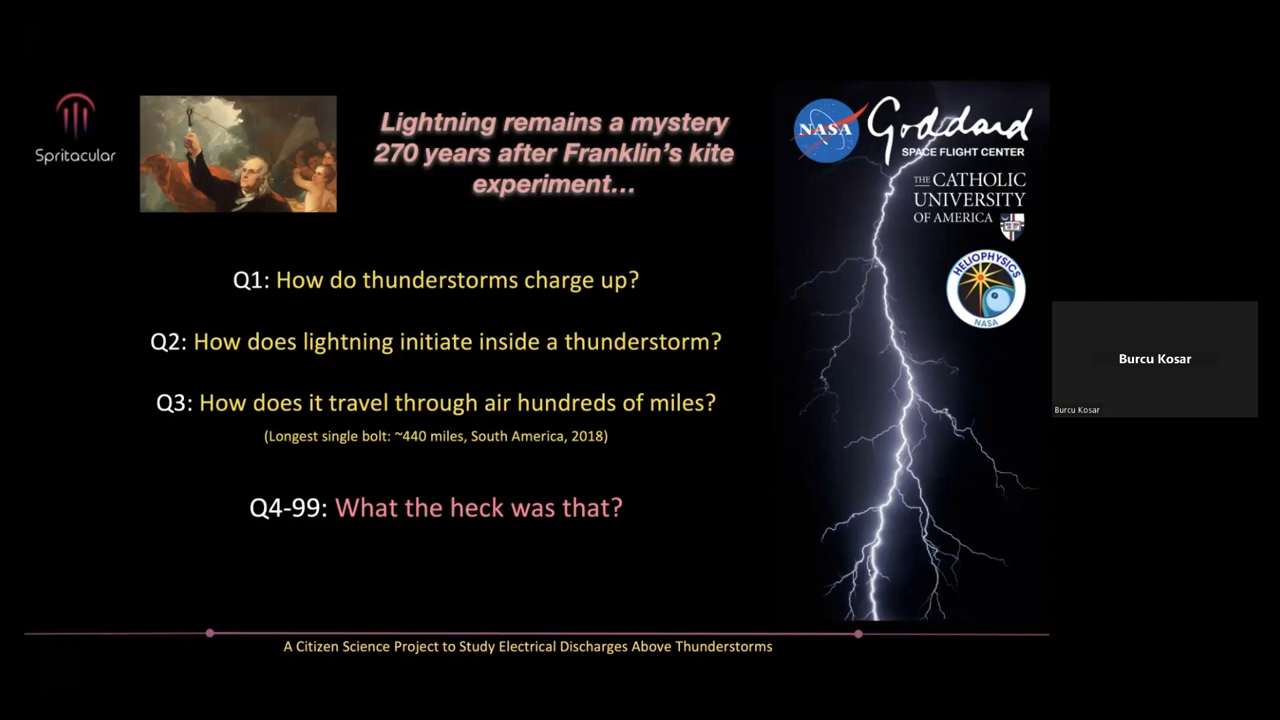 Spritacular
Lightning remains a mystery
270 years after Franklin's kite
experiment...
NASA
Goddard
SPACE FLIGHT CENTER
THE CATHOLIC
UNIVERSITY
OF AMERICA
HELIOPHYSICS
NASA
Q1: How do thunderstorms charge up?
Q2: How does lightning initiate inside a thunderstorm?
Q3: How does it travel through air hundreds of miles?
(Longest single bolt: ~440 miles, South America, 2018)
Q4-99: What the heck was that?
Burcu Kosar
Burcu Kosar
A Citizen Science Project to Study Electrical Discharges Above Thunderstorms